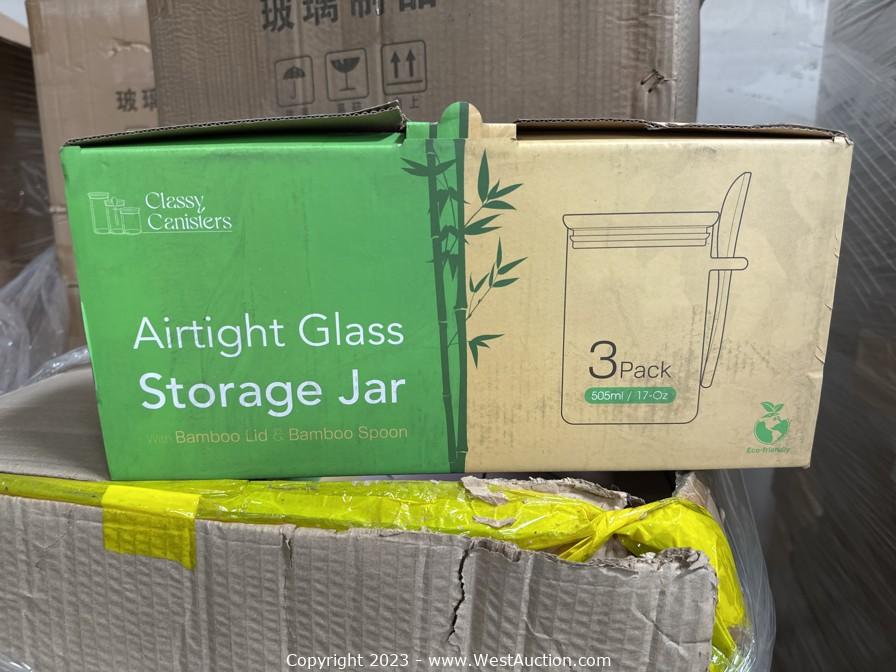 玻璃制品
玻璃
上
Classy
Canisters
Airtight Glass
Storage Jar
With Bamboo Lid & Bamboo Spoon
3Pack
505ml / 17-Oz
Eco-friendly
Copyright 2023 - www.WestAuction.com